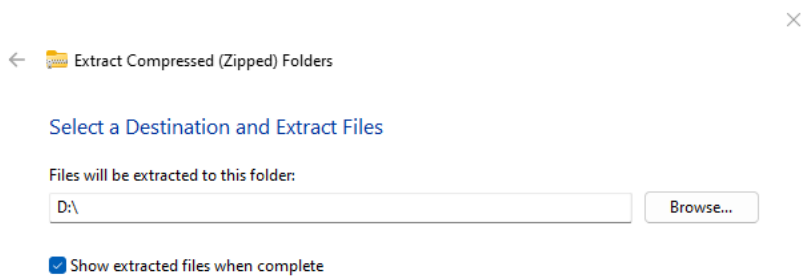 Extract Compressed (Zipped) Folders
Select a Destination and Extract Files
Files will be extracted to this folder:
D:\
Browse...
Show extracted files when complete